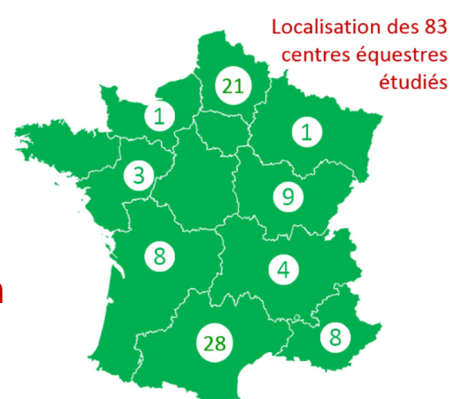 Localisation des 83
centres équestres
étudiés
21
1
1
3
9
8
4
28
8
n